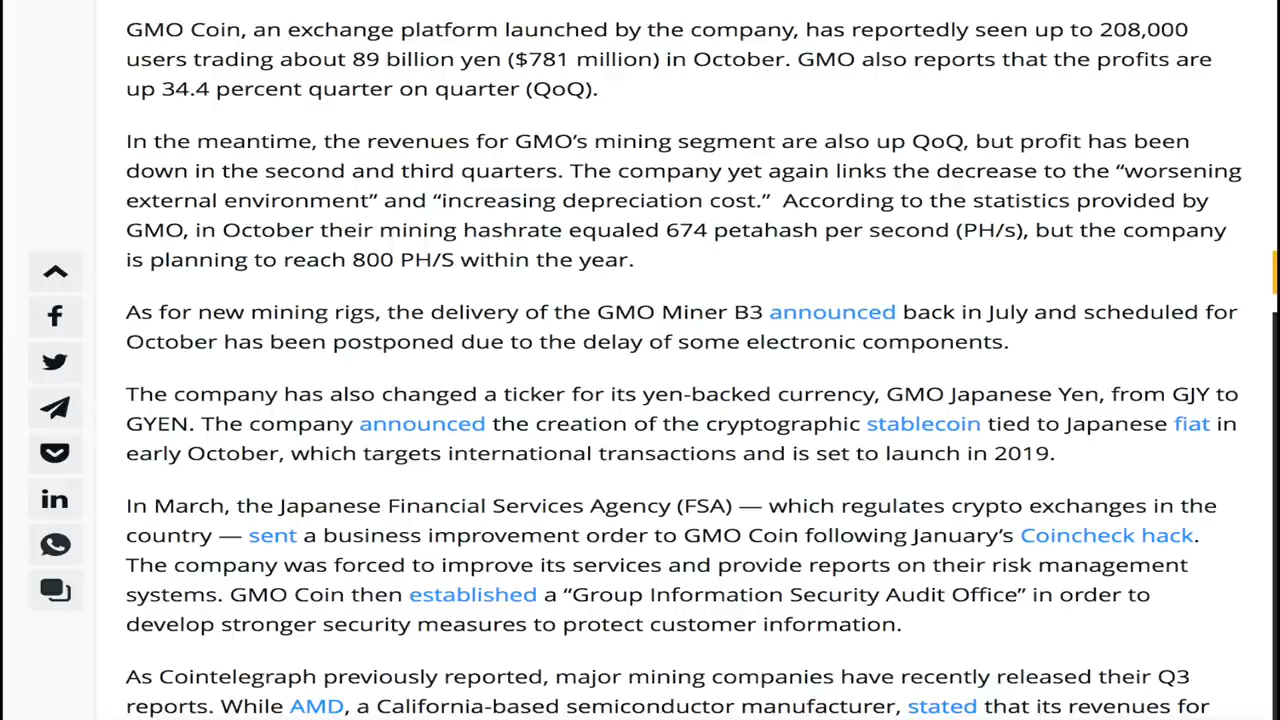 GMO Coin, an exchange platform launched by the company, has reportedly seen up to 208,000
users trading about 89 billion yen ($781 million) in October. GMO also reports that the profits are
up 34.4 percent quarter on quarter (QoQ).
In the meantime, the revenues for GMO’s mining segment are also up QoQ, but profit has been
down in the second and third quarters. The company yet again links the decrease to the “worsening
external environment” and “increasing depreciation cost.”  According to the statistics provided by
GMO, in October their mining hashrate equaled 674 petahash per second (PH/s), but the company
is planning to reach 800 PH/S within the year.
As for new mining rigs, the delivery of the GMO Miner B3 announced back in July and scheduled for
October has been postponed due to the delay of some electronic components.
The company has also changed a ticker for its yen-backed currency, GMO Japanese Yen, from GJY to
GYEN. The company announced the creation of the cryptographic stablecoin tied to Japanese fiat in
early October, which targets international transactions and is set to launch in 2019.
In March, the Japanese Financial Services Agency (FSA) — which regulates crypto exchanges in the
country — sent a business improvement order to GMO Coin following January’s Coincheck hack.
The company was forced to improve its services and provide reports on their risk management
systems. GMO Coin then established a “Group Information Security Audit Office” in order to
develop stronger security measures to protect customer information.
As Cointelegraph previously reported, major mining companies have recently released their Q3
reports. While AMD, a California-based semiconductor manufacturer, stated that its revenues for